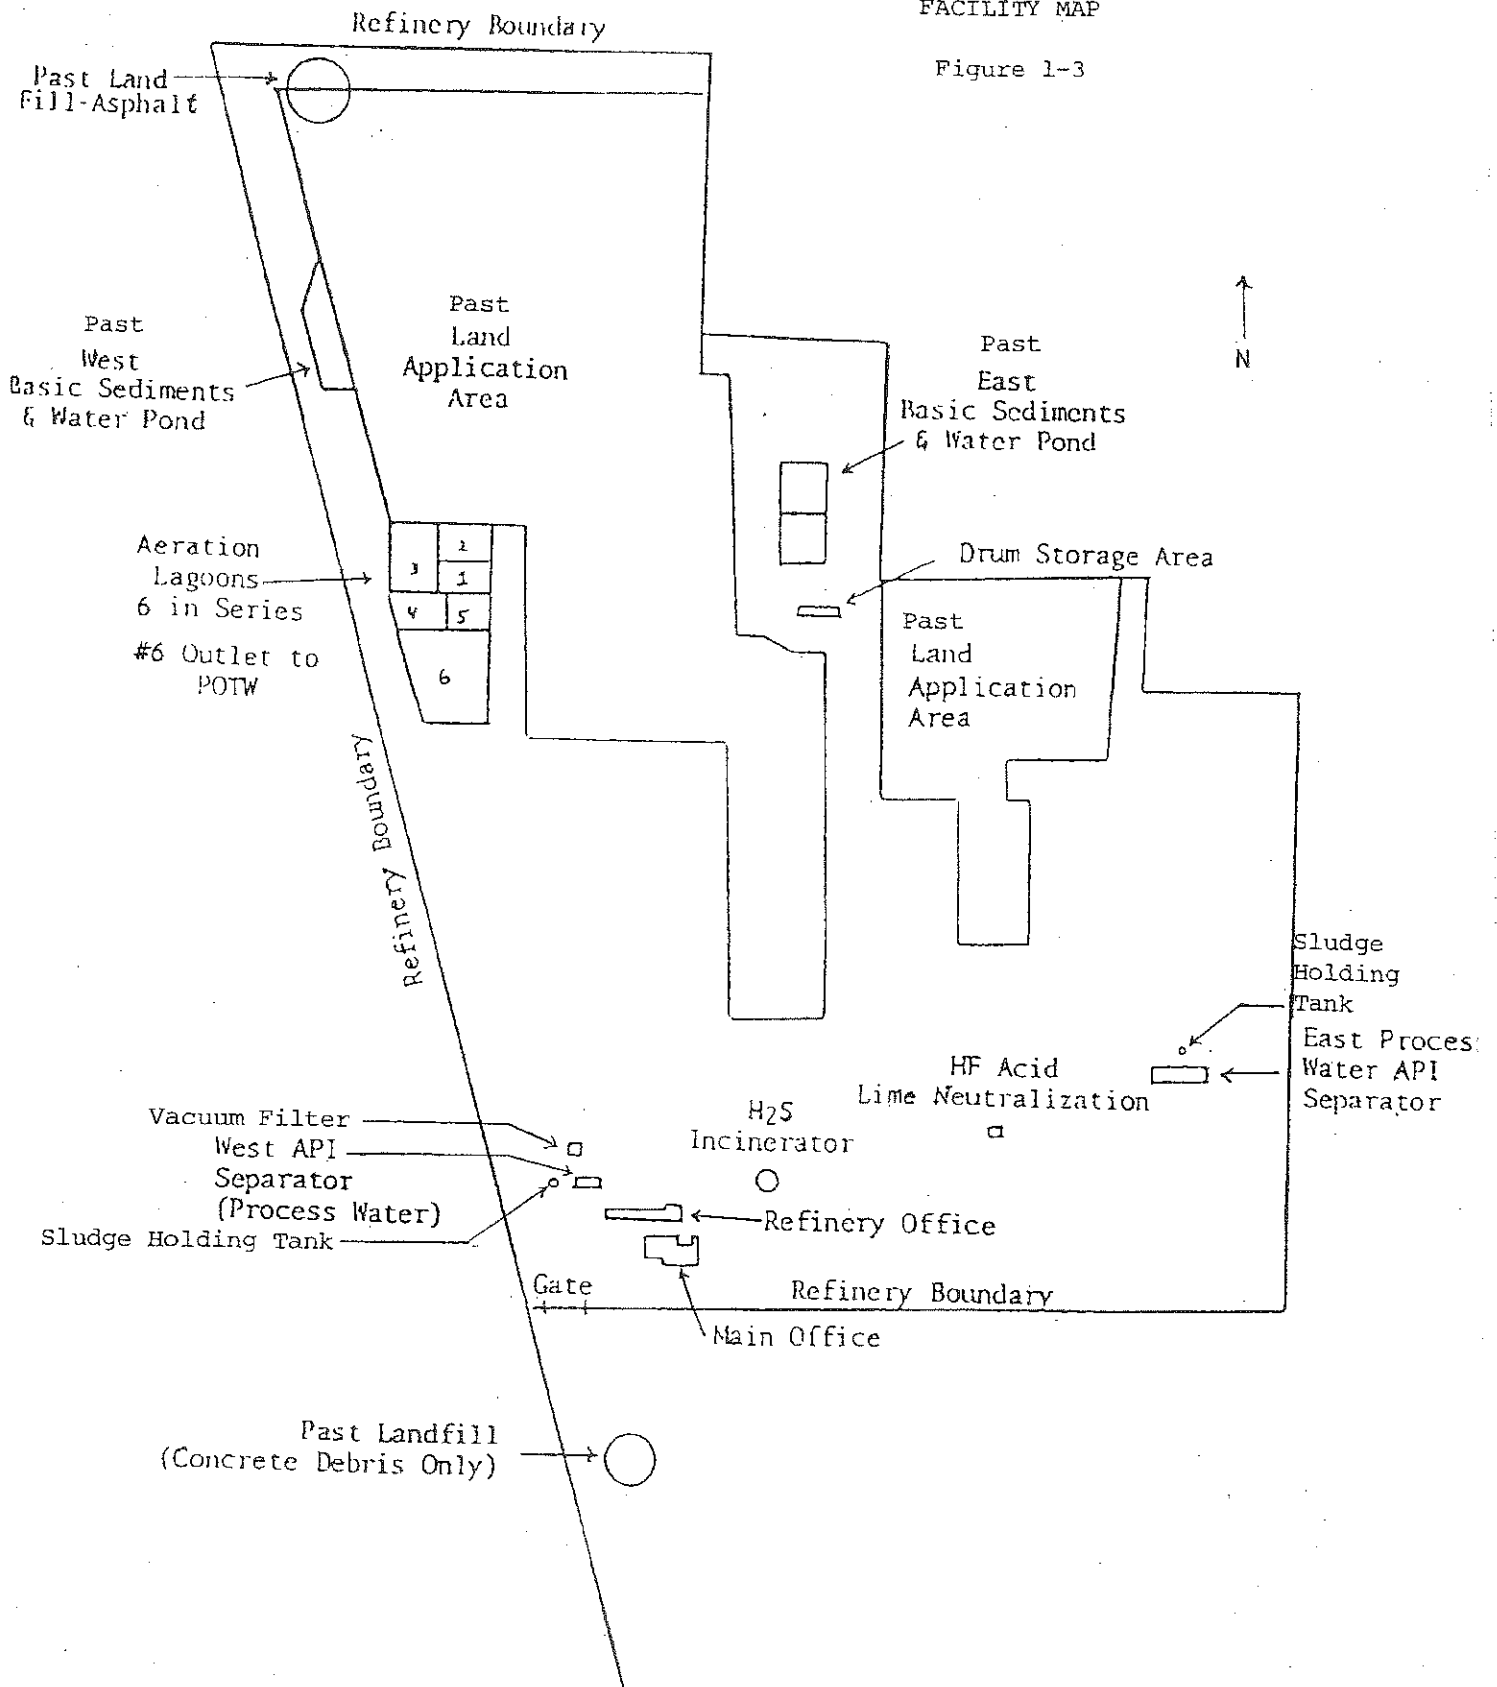 FACILITY MAP
Figure 1-3
Refinery Boundary
Past Land
Fill-Asphalt
Past
West
Basic Sediments
& Water Pond
Past
Land
Application
Area
N
Past
East
Basic Sediments
& Water Pond
Aeration
Lagoons
6 in Series
#6 Outlet to
POTW
2
3
1
4
5
6
Drum Storage Area
Past
Land
Application
Area
Refinery Boundary
Sludge
Holding
Tank
East Proces
Water API
Separator
HF Acid
Lime Neutralization
H2S
Incinerator
Vacuum Filter
West API
Separator
(Process Water)
Sludge Holding Tank
Refinery Office
Gate
Refinery Boundary
Main Office
Past Landfill
(Concrete Debris Only)